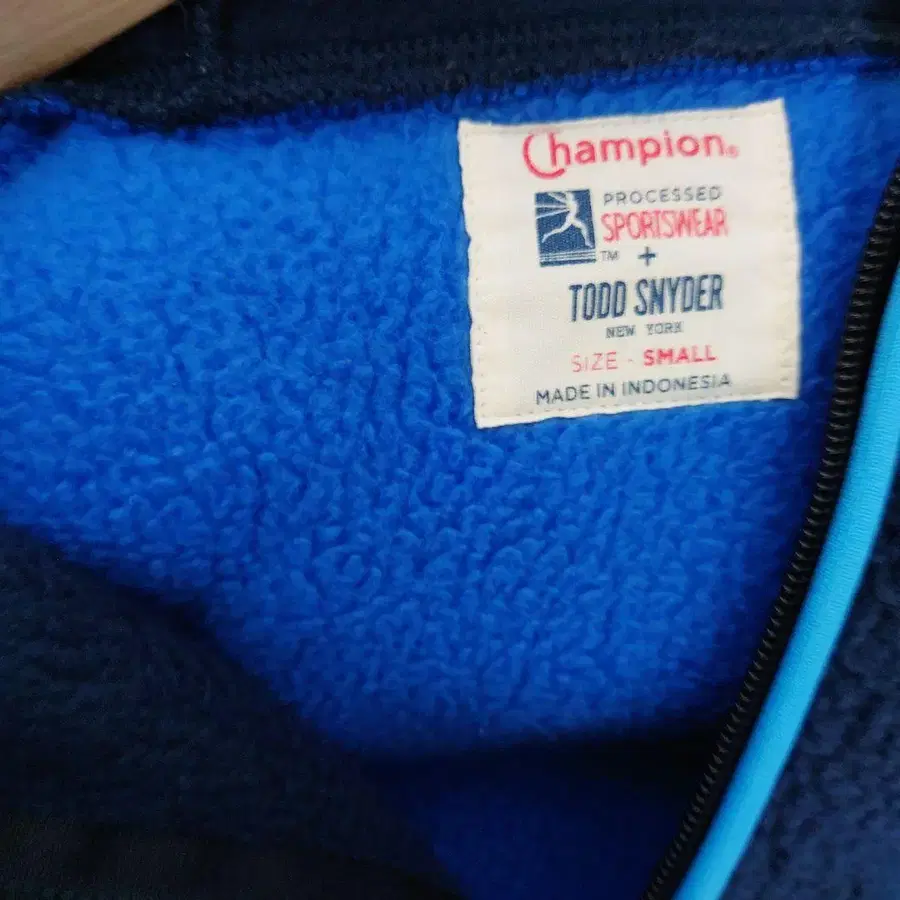 Champion®
PROCESSED
SPORTSWEAR
™ +
TODD SNYDER
NEW YORK
SIZE - SMALL
MADE IN INDONESIA